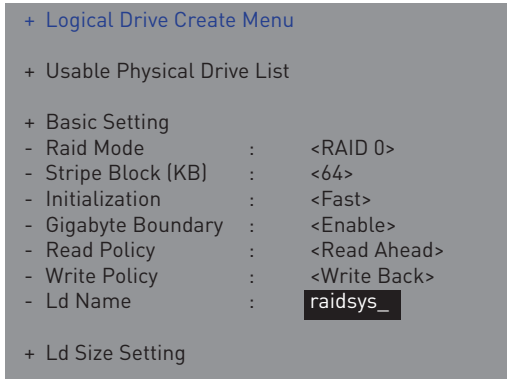 + Logical Drive Create Menu
+ Usable Physical Drive List
+ Basic Setting
- Raid Mode : <RAID 0>
- Stripe Block (KB) : <64>
- Initialization : <Fast>
- Gigabyte Boundary : <Enable>
- Read Policy : <Read Ahead>
- Write Policy : <Write Back>
- Ld Name : raidsys_
+ Ld Size Setting